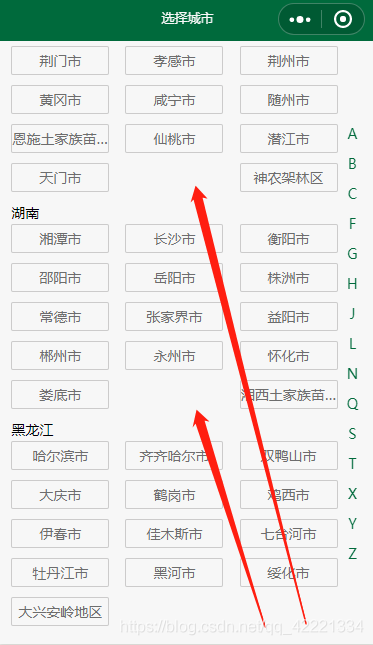 选择城市
荆门市 孝感市 荆州市
黄冈市 咸宁市 随州市
恩施土家族苗... 仙桃市 潜江市
A
天门市 神农架林区
B
C
湖南
湘潭市 长沙市 衡阳市
F
G
邵阳市 岳阳市 株洲市
H
常德市 张家界市 益阳市
J
郴州市 永州市 怀化市
L
N
娄底市 湘西土家族苗...
Q
黑龙江
S
哈尔滨市 齐齐哈尔市 双鸭山市
T
大庆市 鹤岗市 鸡西市
X
伊春市 佳木斯市 七台河市
Y
Z
牡丹江市 黑河市 绥化市
大兴安岭地区
https://blog.csdn.net/qq_42221334